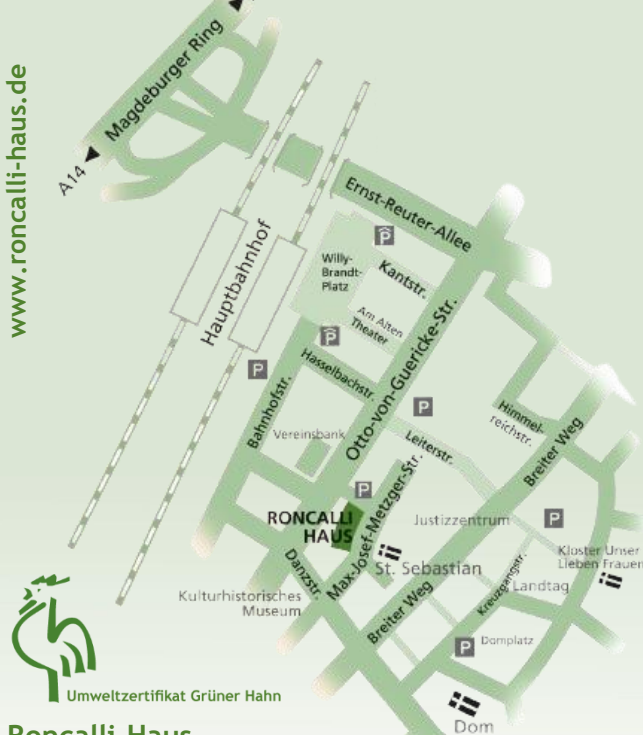 www.roncalli-haus.de
Magdeburger Ring
A14
Ernst-Reuter-Allee
Hauptbahnhof
P
Willy-
Brandt-
Platz
Kantstr.
Am Alten
Theater
P
Hasselbachstr.
P
Bahnhofstr.
Otto-von-Guericke-Str.
P
Himmel-
reichstr.
Leiterstr.
Breiter Weg
Vereinsbank
P
Max-Josef-Metzger-Str.
RONCALLI
HAUS
Justizzentrum
P
Danzstr.
St. Sebastian
Kloster Unser
Lieben Frauen
Kulturhistorisches
Museum
Breiter Weg
Kreuzgangstr.
Landtag
P
Domplatz
Umweltzertifikat Grüner Hahn
Dom
Roncalli-Haus